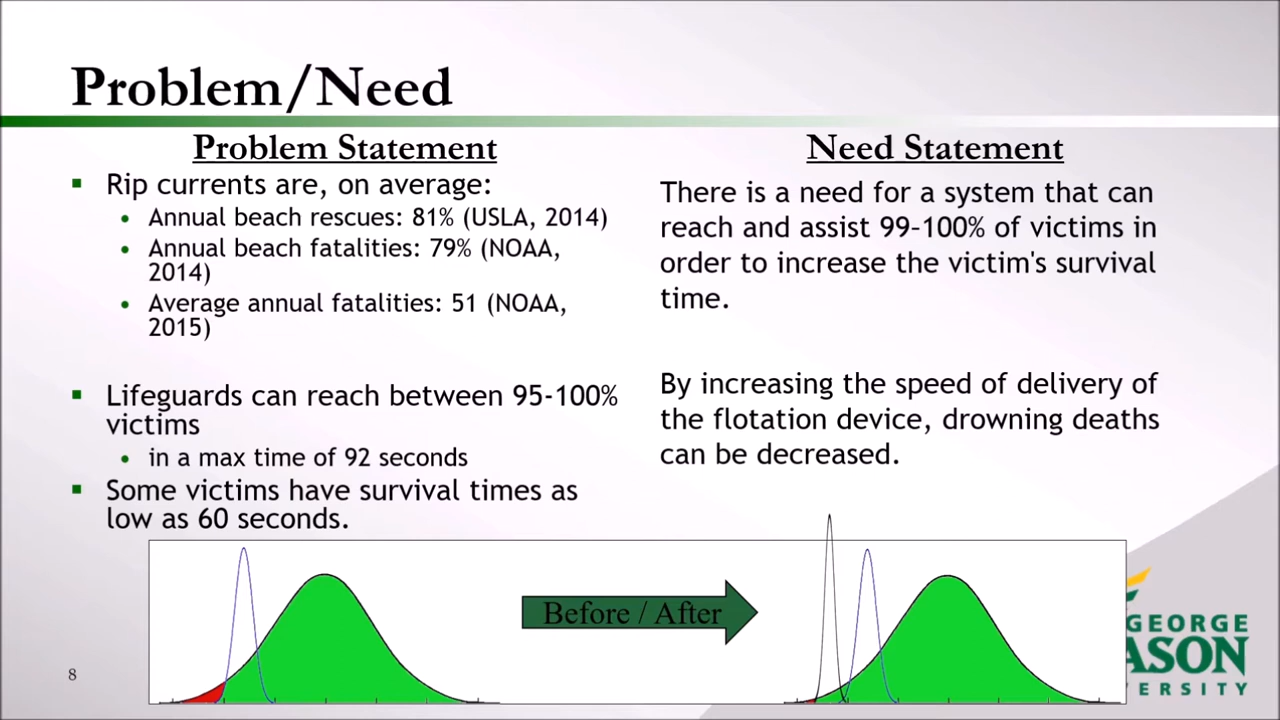 Problem/Need
Problem Statement
Rip currents are, on average:
Annual beach rescues: 81% (USLA, 2014)
Annual beach fatalities: 79% (NOAA,
2014)
Average annual fatalities: 51 (NOAA,
2015)
Lifeguards can reach between 95-100%
victims
in a max time of 92 seconds
Some victims have survival times as
low as 60 seconds.
Need Statement
There is a need for a system that can
reach and assist 99–100% of victims in
order to increase the victim's survival
time.
By increasing the speed of delivery of
the flotation device, drowning deaths
can be decreased.
Before / After
8
GEORGE
ASON
VERSITY